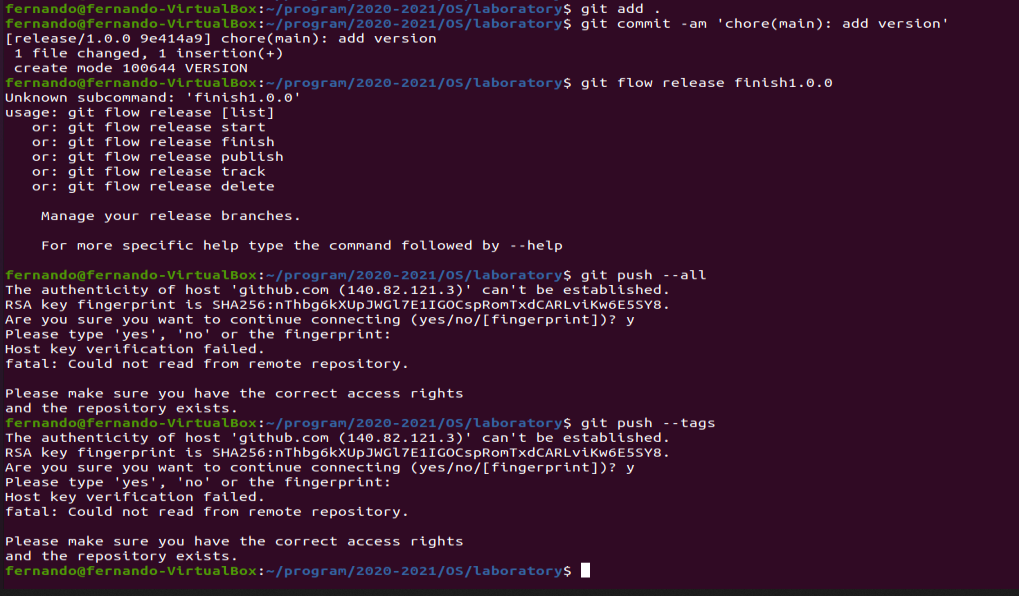 fernando@fernando-VirtualBox:~/program/2020-2021/OS/laboratory$ git add .
fernando@fernando-VirtualBox:~/program/2020-2021/OS/laboratory$ git commit -am 'chore(main): add version'
[release/1.0.0 9e414a9] chore(main): add version
 1 file changed, 1 insertion(+)
 create mode 100644 VERSION
fernando@fernando-VirtualBox:~/program/2020-2021/OS/laboratory$ git flow release finish1.0.0
Unknown subcommand: 'finish1.0.0'
usage: git flow release [list]
   or: git flow release start
   or: git flow release finish
   or: git flow release publish
   or: git flow release track
   or: git flow release delete

    Manage your release branches.

    For more specific help type the command followed by --help

fernando@fernando-VirtualBox:~/program/2020-2021/OS/laboratory$ git push --all
The authenticity of host 'github.com (140.82.121.3)' can't be established.
RSA key fingerprint is SHA256:nThbg6kXUpJWGl7E1IGOCspRomTxdCARLviKw6E5SY8.
Are you sure you want to continue connecting (yes/no/[fingerprint])? y
Please type 'yes', 'no' or the fingerprint:
Host key verification failed.
fatal: Could not read from remote repository.

Please make sure you have the correct access rights
and the repository exists.
fernando@fernando-VirtualBox:~/program/2020-2021/OS/laboratory$ git push --tags
The authenticity of host 'github.com (140.82.121.3)' can't be established.
RSA key fingerprint is SHA256:nThbg6kXUpJWGl7E1IGOCspRomTxdCARLviKw6E5SY8.
Are you sure you want to continue connecting (yes/no/[fingerprint])? y
Please type 'yes', 'no' or the fingerprint:
Host key verification failed.
fatal: Could not read from remote repository.

Please make sure you have the correct access rights
and the repository exists.
fernando@fernando-VirtualBox:~/program/2020-2021/OS/laboratory$